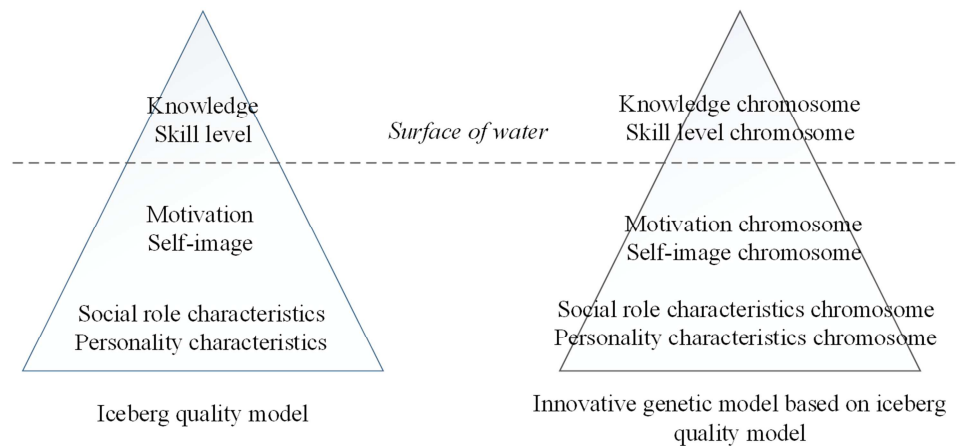 Knowledge
Skill level
Surface of water
Knowledge chromosome
Skill level chromosome
Motivation
Self-image
Motivation chromosome
Self-image chromosome
Social role characteristics
Personality characteristics
Social role characteristics chromosome
Personality characteristics chromosome
Iceberg quality model
Innovative genetic model based on iceberg
quality model